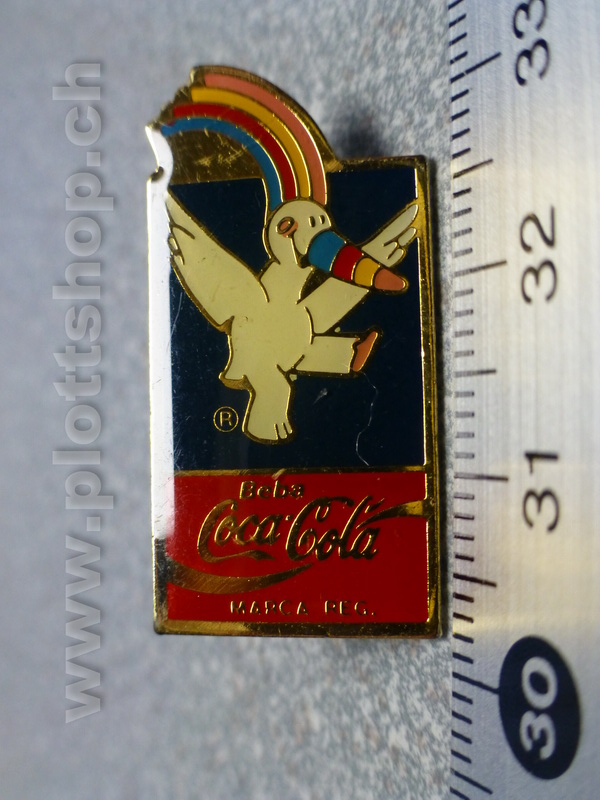 ®
Beba
Coca-Cola
MARCA REG.
www.plottshop.ch
33
32
31
30